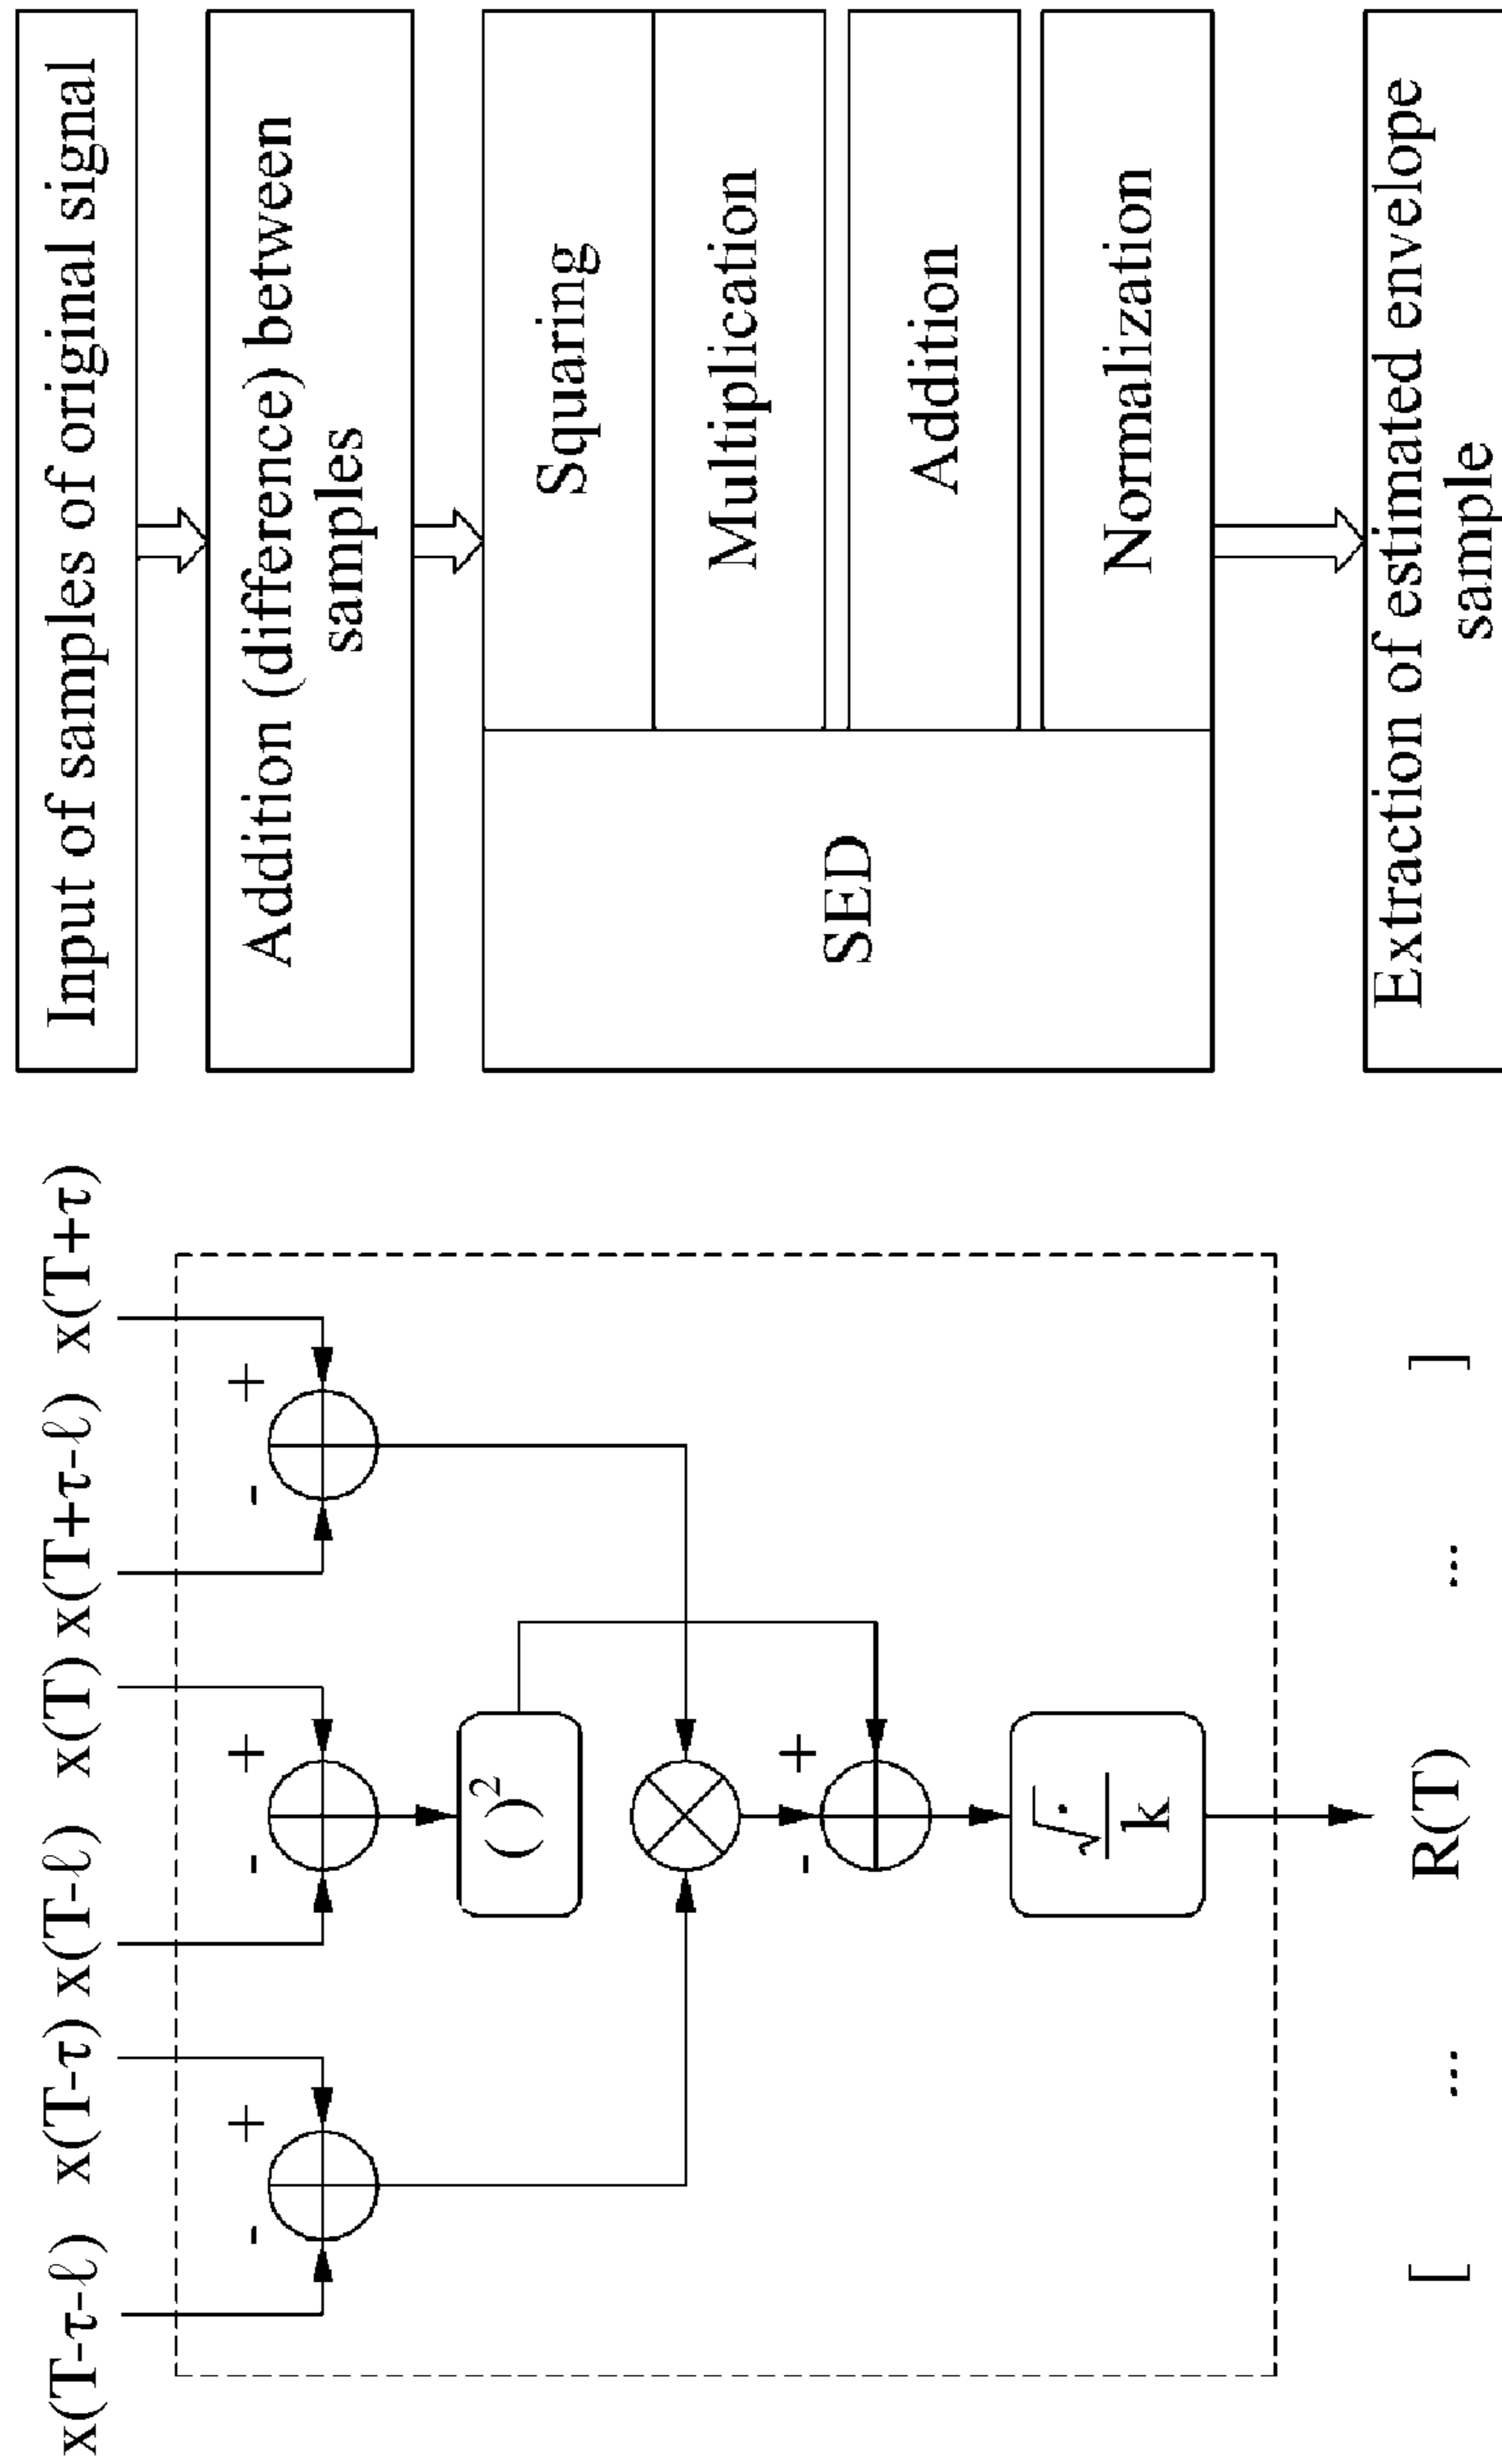 x(T-τ-ℓ) x(T-τ) x(T-ℓ) x(T) x(T+τ-ℓ) x(T+τ)
- + - + - +
( )²
- +
√·
k
[ ... R(T) ... ]
Input of samples of original signal
Addition (difference) between
samples
SED
Squaring
Multiplication
Addition
Normalization
Extraction of estimated envelope
sample